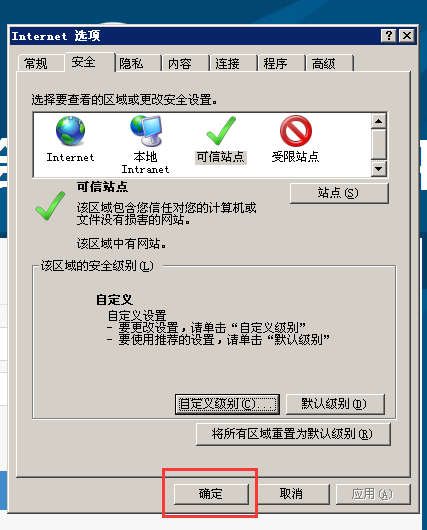 Internet 选项
常规 安全 隐私 内容 连接 程序 高级
选择要查看的区域或更改安全设置。
Internet 本地 Intranet 可信站点 受限站点
可信站点
站点(S)
该区域包含您信任对您的计算机或
文件没有损害的网站。
该区域中有网站。
该区域的安全级别(L)
自定义
自定义设置
- 要更改设置,请单击“自定义级别”
- 要使用推荐的设置,请单击“默认级别”
自定义级别(C)... 默认级别(D)
将所有区域重置为默认级别(R)
确定 取消 应用(A)